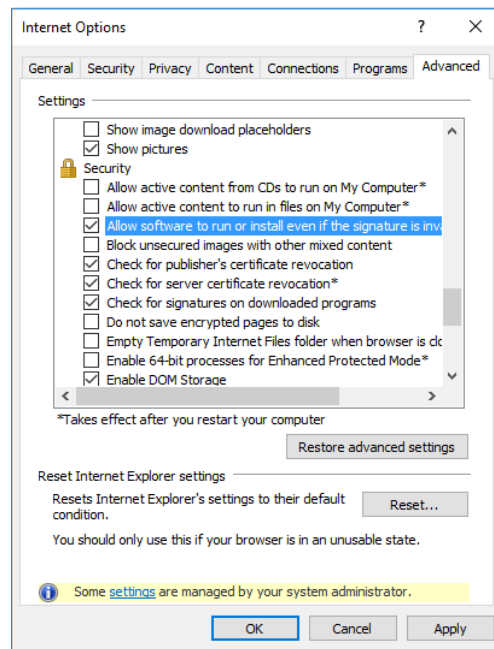 Internet Options
? X
General Security Privacy Content Connections Programs Advanced
Settings
Show image download placeholders
Show pictures
Security
Allow active content from CDs to run on My Computer*
Allow active content to run in files on My Computer*
Allow software to run or install even if the signature is inva
Block unsecured images with other mixed content
Check for publisher's certificate revocation
Check for server certificate revocation*
Check for signatures on downloaded programs
Do not save encrypted pages to disk
Empty Temporary Internet Files folder when browser is clo
Enable 64-bit processes for Enhanced Protected Mode*
Enable DOM Storage
*Takes effect after you restart your computer
Restore advanced settings
Reset Internet Explorer settings
Resets Internet Explorer's settings to their default
condition.
Reset...
You should only use this if your browser is in an unusable state.
Some settings are managed by your system administrator.
OK Cancel Apply